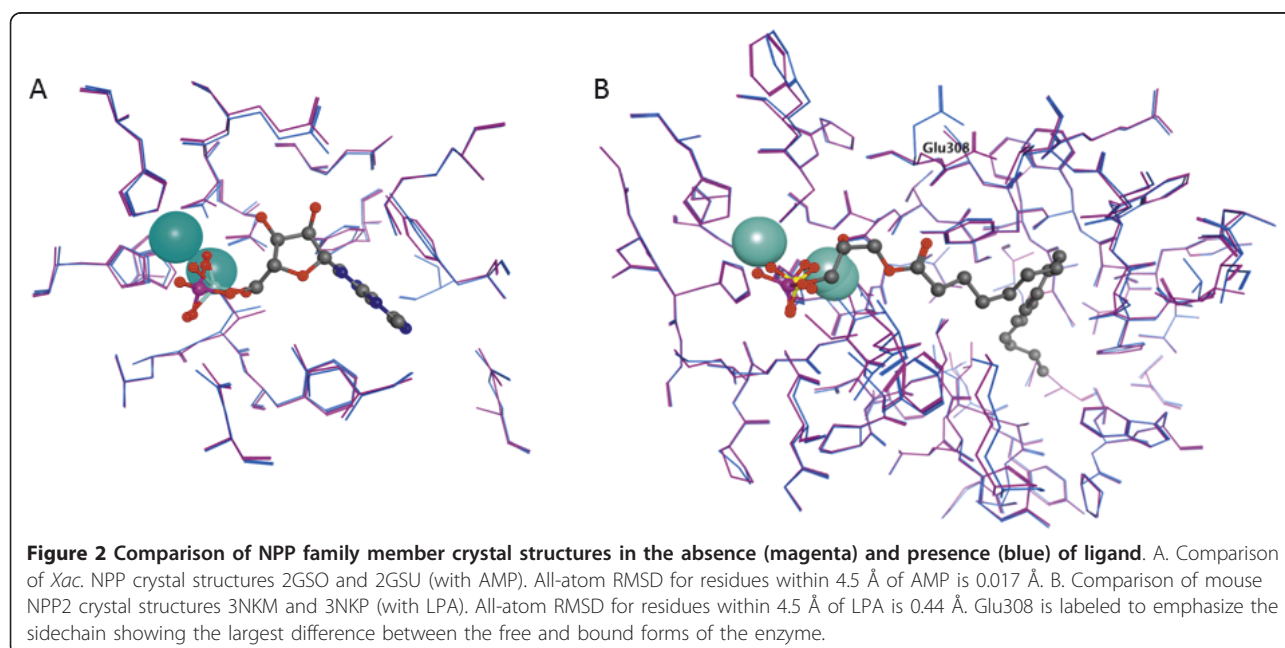 A
B
Glu308
Figure 2 Comparison of NPP family member crystal structures in the absence (magenta) and presence (blue) of ligand. A. Comparison
of Xac. NPP crystal structures 2GSO and 2GSU (with AMP). All-atom RMSD for residues within 4.5 Å of AMP is 0.017 Å. B. Comparison of mouse
NPP2 crystal structures 3NKM and 3NKP (with LPA). All-atom RMSD for residues within 4.5 Å of LPA is 0.44 Å. Glu308 is labeled to emphasize the
sidechain showing the largest difference between the free and bound forms of the enzyme.